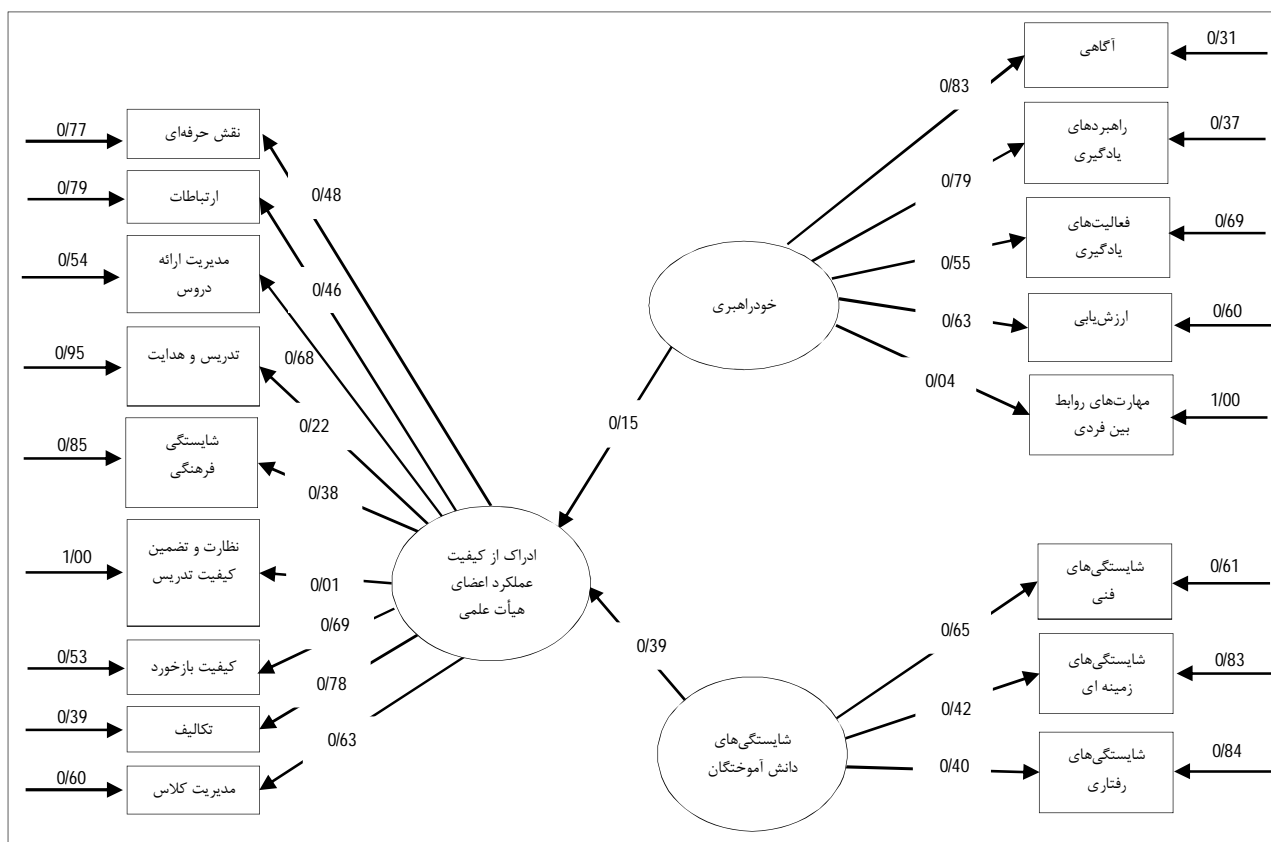 آگاهی
0/31
0/83
راهبردهای
یادگیری
0/37
0/79
فعالیت‌های
یادگیری
0/69
0/55
ارزش‌یابی
0/60
0/63
مهارت‌های روابط
بین فردی
1/00
0/04
خودراهبری
0/15
شایستگی‌های
فنی
0/61
0/65
شایستگی‌های
زمینه ای
0/83
0/42
شایستگی‌های
رفتاری
0/84
0/40
شایستگی‌های
دانش آموختگان
0/39
ادراک از کیفیت
عملکرد اعضای
هیأت علمی
نقش حرفه‌ای
0/77
0/48
ارتباطات
0/79
0/46
مدیریت ارائه
دروس
0/54
0/68
تدریس و هدایت
0/95
0/22
شایستگی
فرهنگی
0/85
0/38
نظارت و تضمین
کیفیت تدریس
1/00
0/01
کیفیت بازخورد
0/53
0/69
تکالیف
0/39
0/78
مدیریت کلاس
0/60
0/63